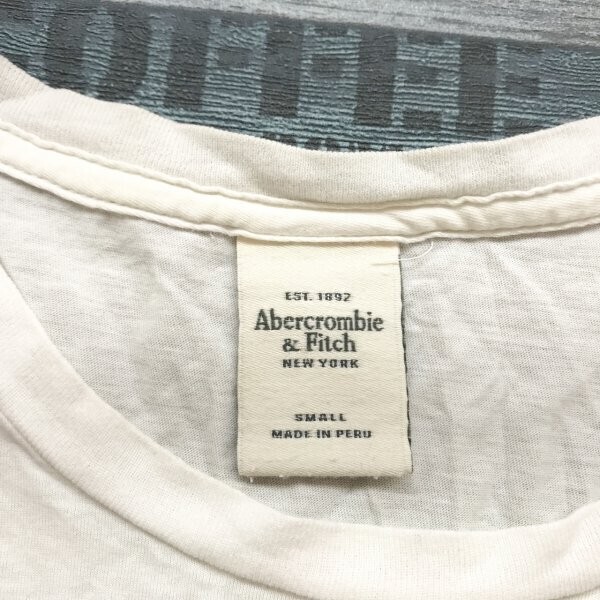 EST. 1892
Abercrombie
& Fitch
NEW YORK
SMALL
MADE IN PERU